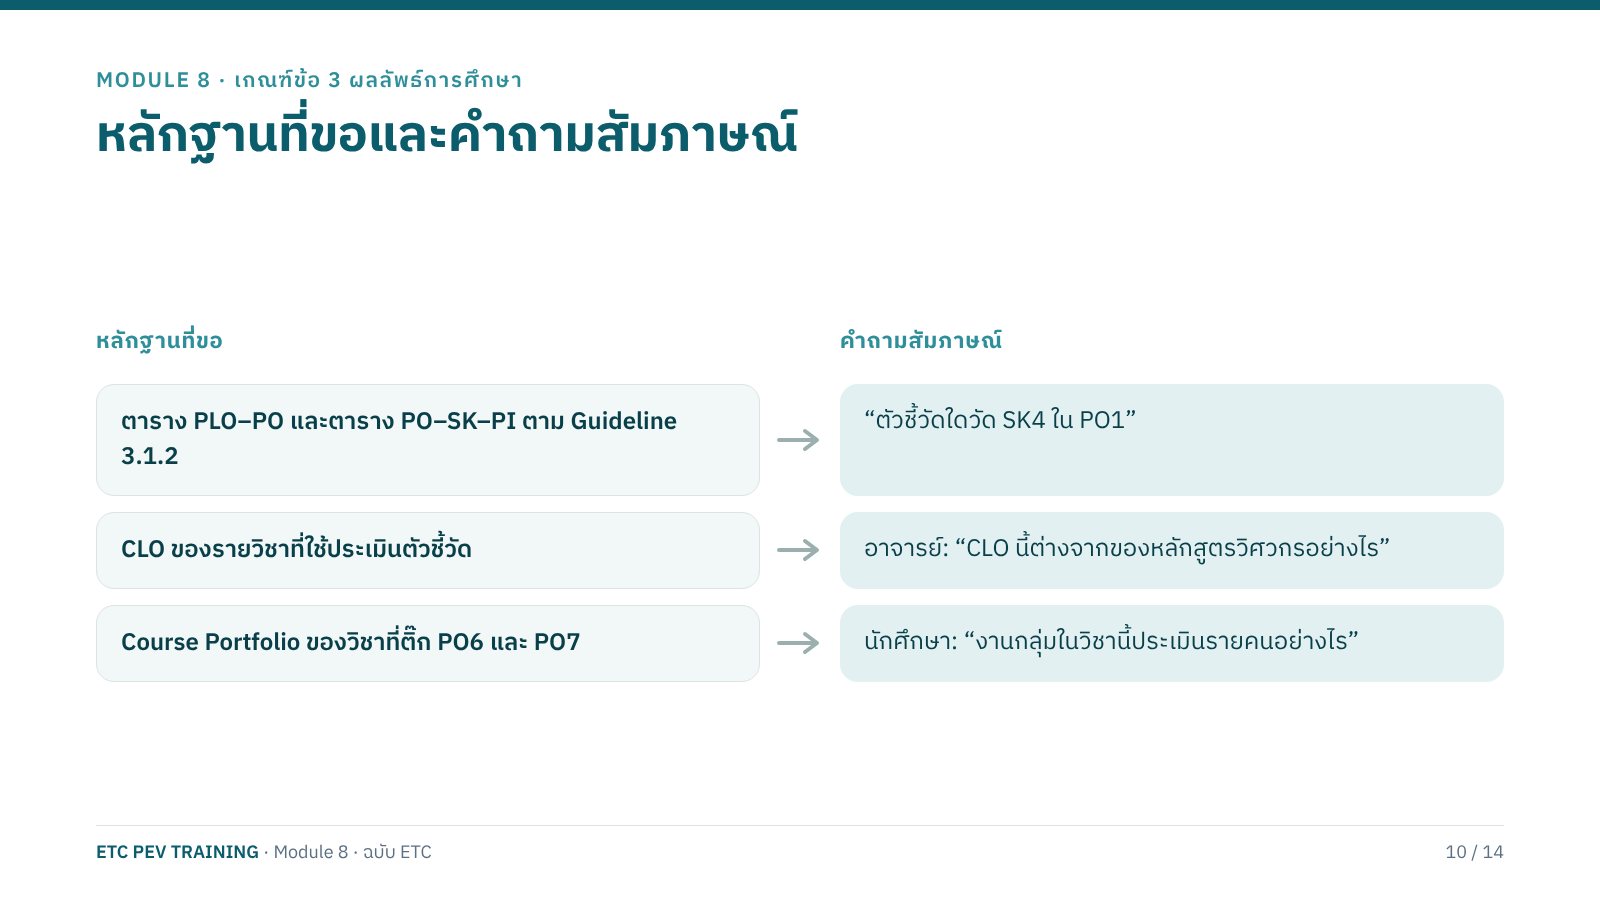 MODULE 8 · เกณฑ์ข้อ 3 ผลลัพธ์การศึกษา
หลักฐานที่ขอและคำถามสัมภาษณ์
หลักฐานที่ขอ
คำถามสัมภาษณ์
ตาราง PLO–PO และตาราง PO–SK–PI ตาม Guideline
3.1.2
“ตัวชี้วัดใดวัด SK4 ใน PO1”
CLO ของรายวิชาที่ใช้ประเมินตัวชี้วัด
อาจารย์: “CLO นี้ต่างจากของหลักสูตรวิศวกรอย่างไร”
Course Portfolio ของวิชาที่ติ๊ก PO6 และ PO7
นักศึกษา: “งานกลุ่มในวิชานี้ประเมินรายคนอย่างไร”
ETC PEV TRAINING · Module 8 · ฉบับ ETC
10 / 14